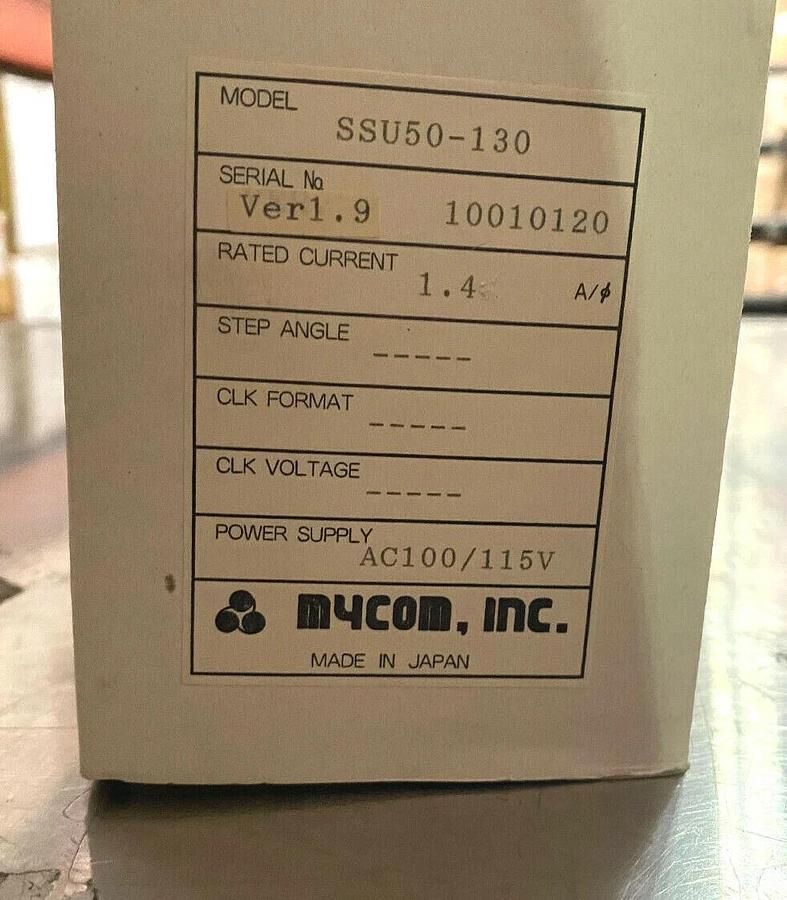 MODEL
SSU50-130
SERIAL №
Ver1.9 10010120
RATED CURRENT
1.4 A/ϕ
STEP ANGLE
-----
CLK FORMAT
-----
CLK VOLTAGE
-----
POWER SUPPLY
AC100/115V
MYCOM, INC.
MADE IN JAPAN